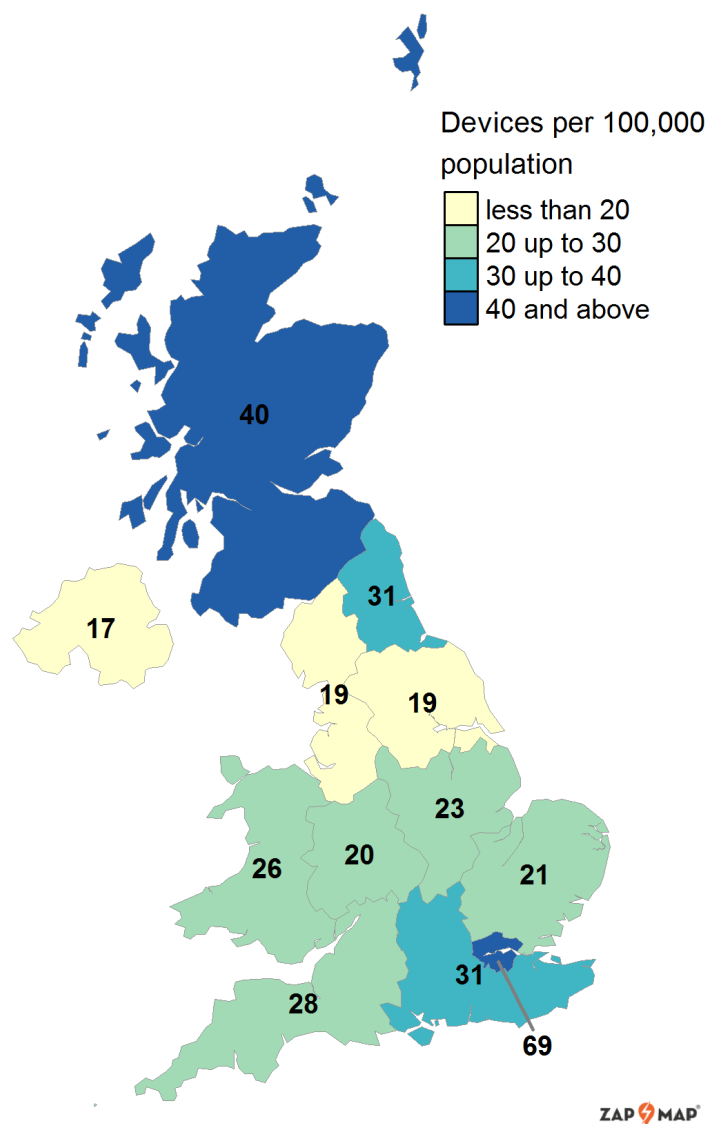 Devices per 100,000
population
less than 20
20 up to 30
30 up to 40
40 and above
40
31
17
19
19
23
20
26
21
31
28
69
ZAP MAP®